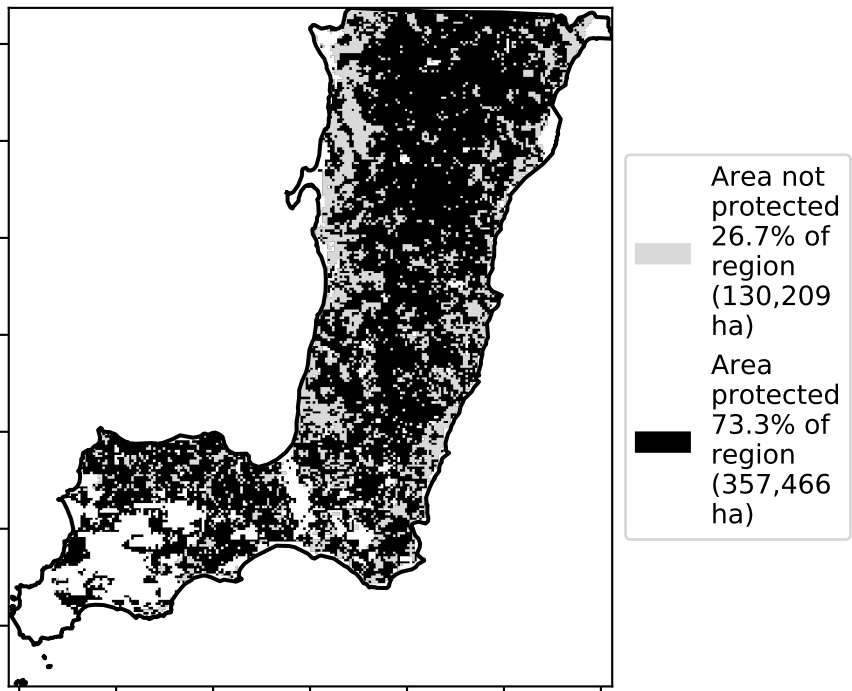 Area not
protected
26.7% of
region
(130,209
ha)
Area
protected
73.3% of
region
(357,466
ha)